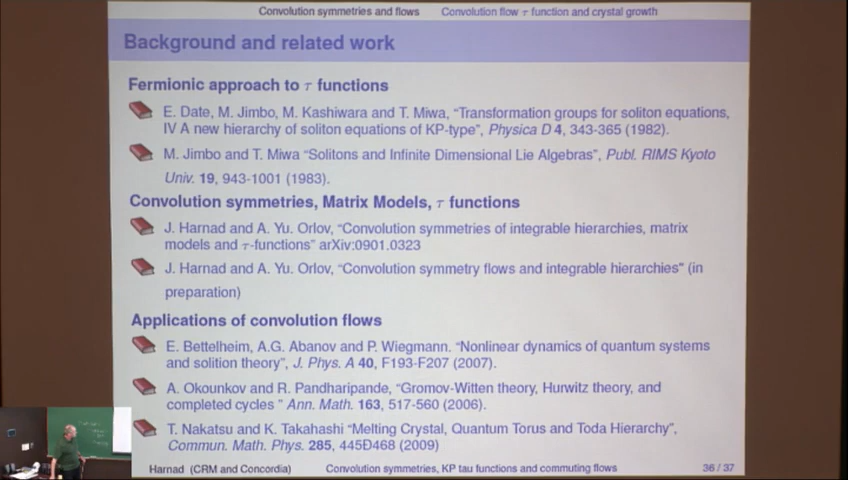 Convolution symmetries and flows Convolution flow τ function and crystal growth
Background and related work
Fermionic approach to τ functions
E. Date, M. Jimbo, M. Kashiwara and T. Miwa, “Transformation groups for soliton equations,
IV A new hierarchy of soliton equations of KP-type”, Physica D 4, 343-365 (1982).
M. Jimbo and T. Miwa “Solitons and Infinite Dimensional Lie Algebras”, Publ. RIMS Kyoto
Univ. 19, 943-1001 (1983).
Convolution symmetries, Matrix Models, τ functions
J. Harnad and A. Yu. Orlov, “Convolution symmetries of integrable hierarchies, matrix
models and τ-functions” arXiv:0901.0323
J. Harnad and A. Yu. Orlov, “Convolution symmetry flows and integrable hierarchies” (in
preparation)
Applications of convolution flows
E. Bettelheim, A.G. Abanov and P. Wiegmann. “Nonlinear dynamics of quantum systems
and solition theory”, J. Phys. A 40, F193-F207 (2007).
A. Okounkov and R. Pandharipande, “Gromov-Witten theory, Hurwitz theory, and
completed cycles ” Ann. Math. 163, 517-560 (2006).
T. Nakatsu and K. Takahashi “Melting Crystal, Quantum Torus and Toda Hierarchy”,
Commun. Math. Phys. 285, 445Ð468 (2009)
Harnad (CRM and Concordia) Convolution symmetries, KP tau functions and commuting flows 36 / 37